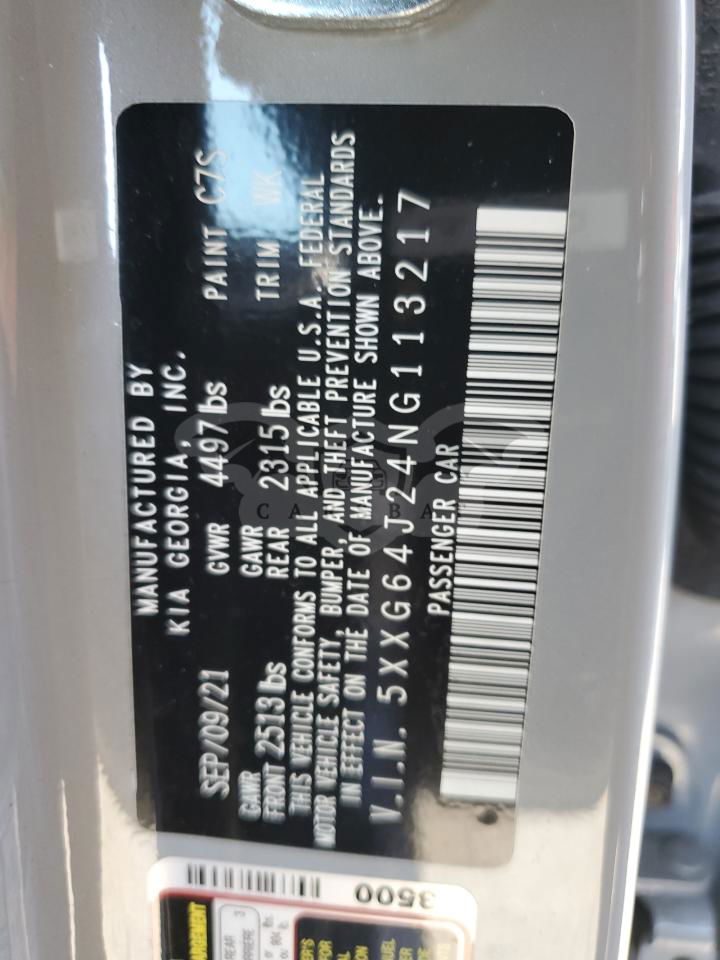 MANUFACTURED BY
KIA GEORGIA, INC.
SEP/09/21 GVWR 4497lbs PAINT C7S
GAWR FRONT 2513lbs GAWR REAR 2315lbs TRIM WK
THIS VEHICLE CONFORMS TO ALL APPLICABLE U.S.A. FEDERAL
MOTOR VEHICLE SAFETY, BUMPER, AND THEFT PREVENTION STANDARDS
IN EFFECT ON THE DATE OF MANUFACTURE SHOWN ABOVE.
V.I.N. 5XXG64J24NG113217
PASSENGER CAR
3500
REAR 3